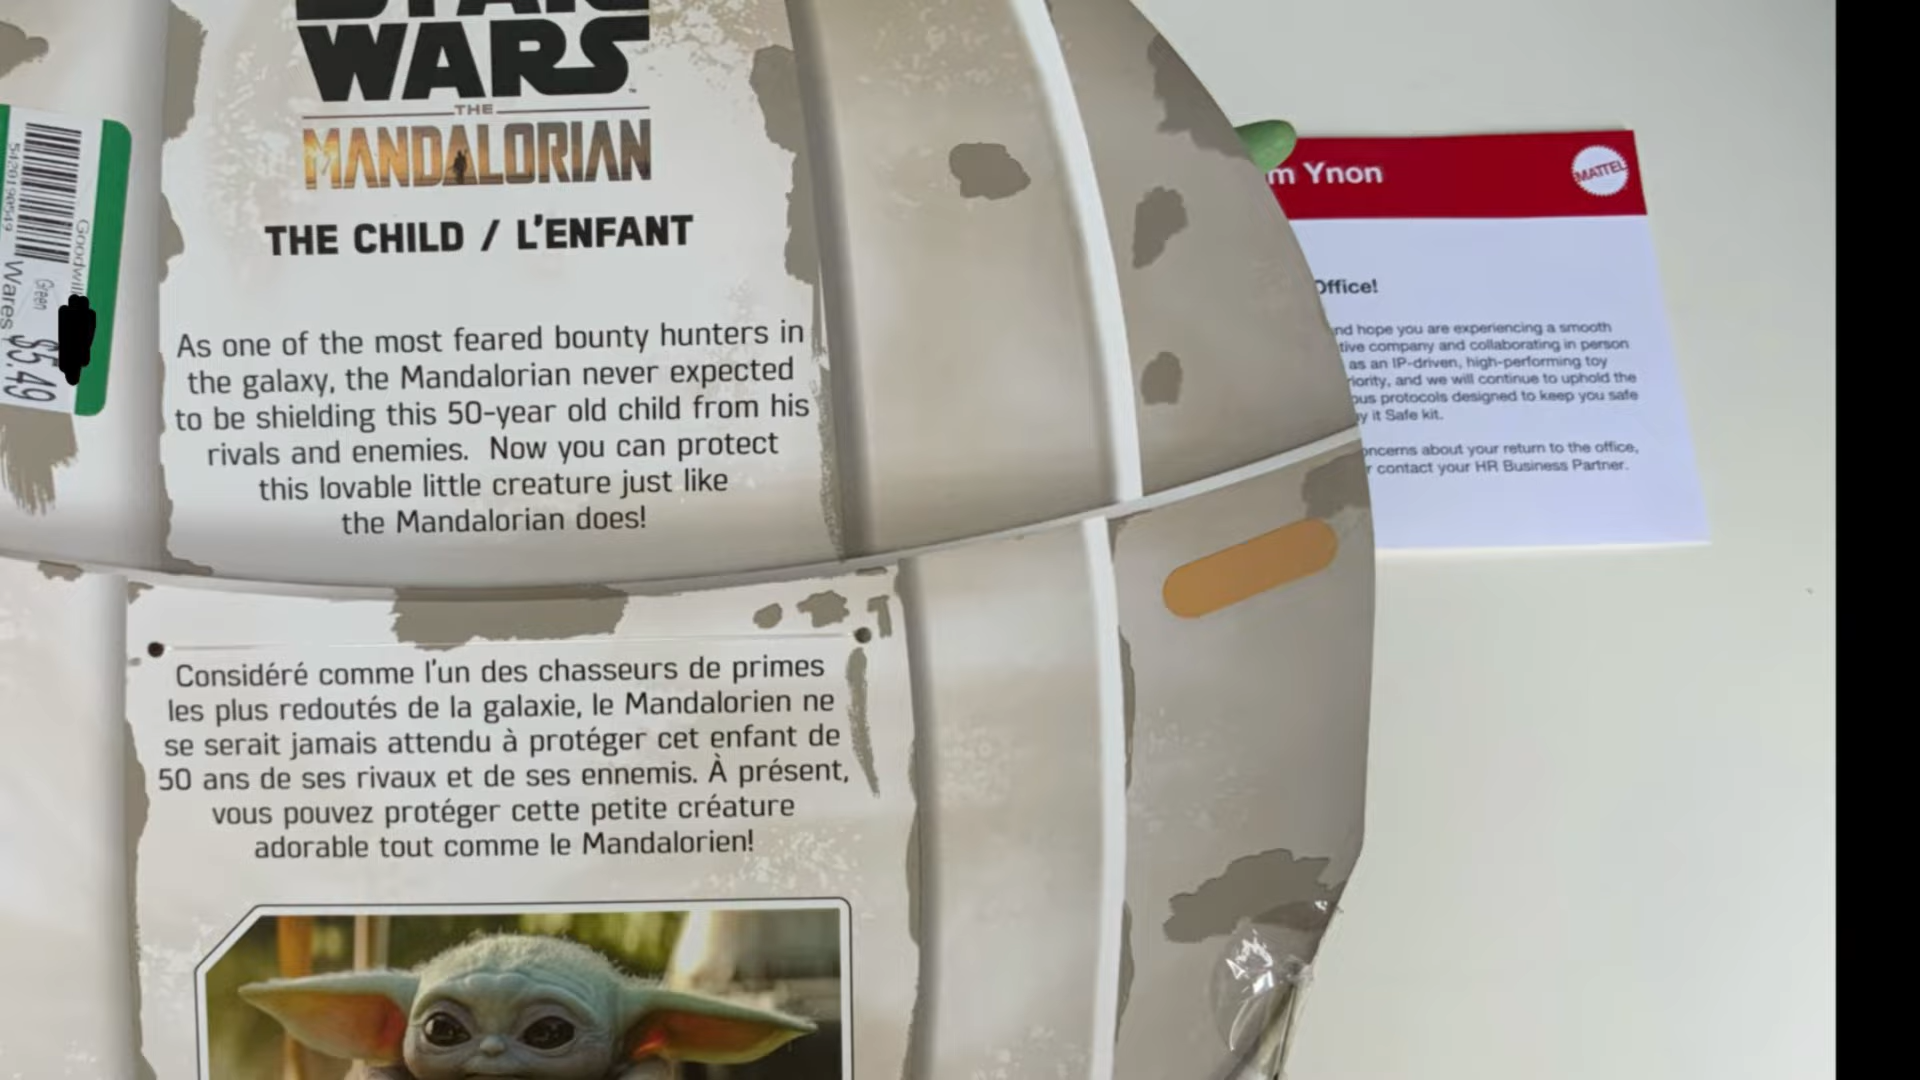 STAR
WARS
THE
MANDALORIAN
THE CHILD / L'ENFANT
As one of the most feared bounty hunters in
the galaxy, the Mandalorian never expected
to be shielding this 50-year old child from his
rivals and enemies. Now you can protect
this lovable little creature just like
the Mandalorian does!
Considéré comme l'un des chasseurs de primes
les plus redoutés de la galaxie, le Mandalorien ne
se serait jamais attendu à protéger cet enfant de
50 ans de ses rivaux et de ses ennemis. À présent,
vous pouvez protéger cette petite créature
adorable tout comme le Mandalorien!
Goodwill
Green
Wares
$5.49
m Ynon
MATTEL
Office!
nd hope you are experiencing a smooth
tive company and collaborating in person
as an IP-driven, high-performing toy
iority, and we will continue to uphold the
ous protocols designed to keep you safe
y it Safe kit.
oncerns about your return to the office,
r contact your HR Business Partner.